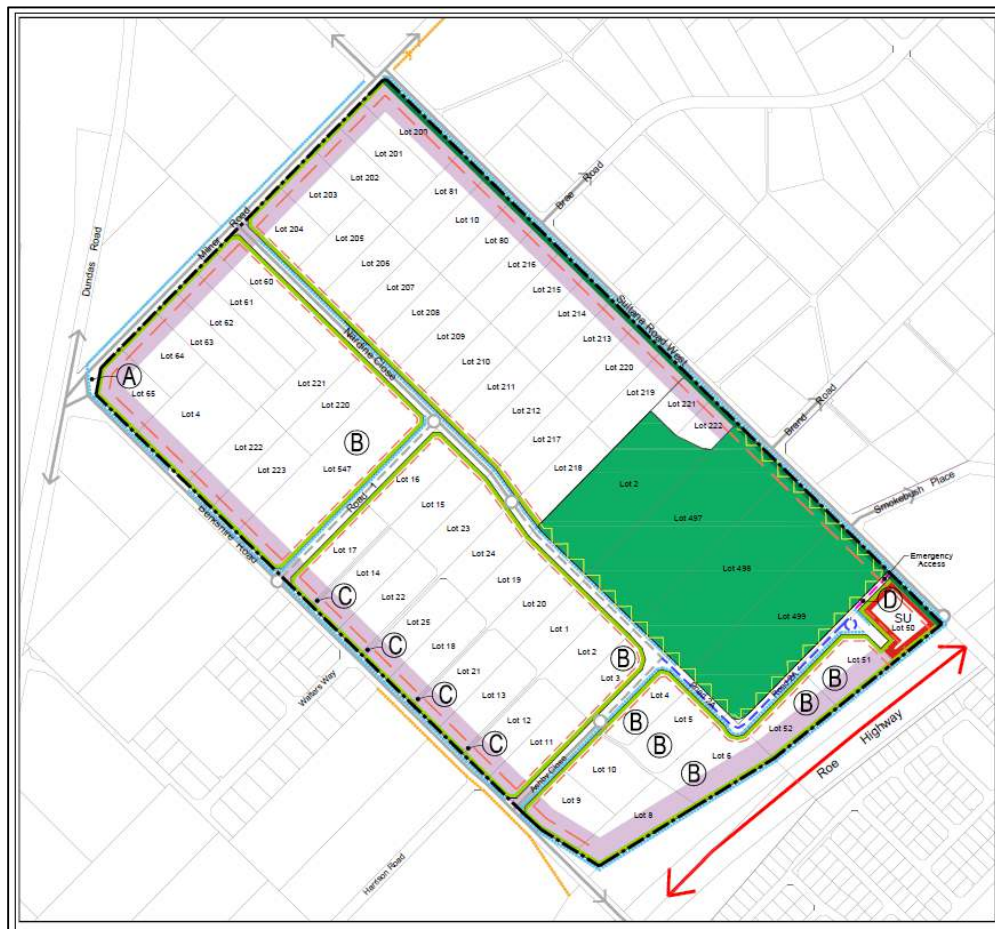 Lot 200
Lot 201
Lot 202
Lot 203
Lot 204
Lot 81
Lot 10
Lot 80
Lot 205
Lot 206
Lot 207
Lot 208
Lot 209
Lot 210
Lot 211
Lot 212
Lot 216
Lot 215
Lot 214
Lot 213
Lot 220
Lot 219
Lot 221
Lot 222
Lot 217
Lot 218
Brae Road
Sultana Road West
Brand Road
Smokebush Place
Milner Road
Dundas Road
Nardine Close
Lot 60
Lot 61
Lot 62
Lot 63
Lot 64
Lot 65
A
Lot 4
Lot 221
Lot 220
Lot 222
Lot 223
B
Lot 547
Road 1
Berkshire Road
Lot 2
Lot 497
Lot 498
Lot 499
Emergency
Access
D
SU
Lot 50
Lot 16
Lot 15
Lot 23
Lot 24
Lot 19
Lot 20
Lot 1
Lot 2
Lot 3
B
Lot 17
Lot 14
Lot 22
Lot 25
Lot 18
Lot 21
Lot 13
Lot 12
Lot 11
C
C
C
C
Walters Way
Ashby Close
Lot 4
Lot 5
Lot 6
Lot 51
Lot 52
B
B
B
B
B
Road 2A
Lot 10
Lot 9
Lot 8
Roe Highway
Harrison Road